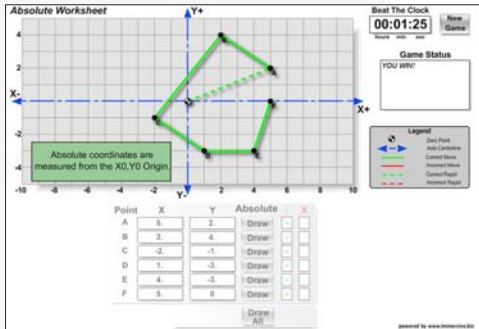 Absolute Worksheet
Y+
Beat The Clock
00:01:25
hours min sec
New Game
Game Status
YOU WIN!
4
2
X-
X+
-2
-4
Absolute coordinates are
measured from the X0,Y0 Origin.
Y-
-10 -8 -6 -4 -2 0 2 4 6 8 10
Legend
Zero Point
Axis Centerline
Correct Move
Incorrect Move
Correct Rapid
Incorrect Rapid
Point X Y Absolute X
A 5. 2. Draw
B 2. 4. Draw
C -2. -1. Draw
D 1. -3. Draw
E 4. -3. Draw
F 5. 0 Draw
Draw
All
powered by www.immersive.biz